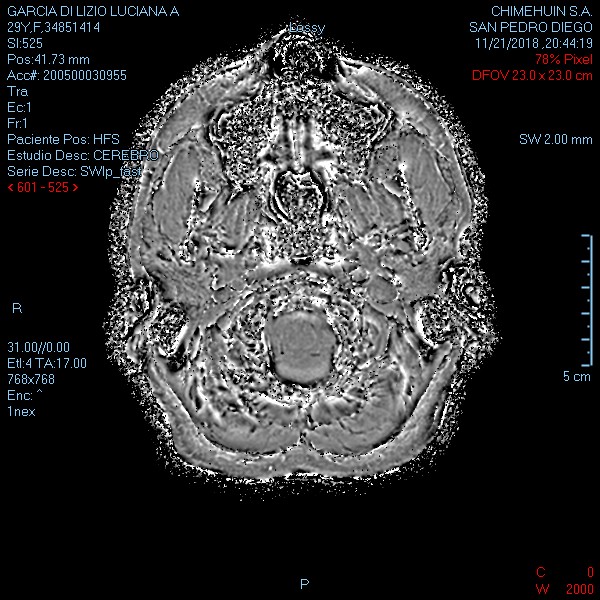 GARCIA DI LIZIO LUCIANA A
29Y,F,34851414
SI:525
Pos:41.73 mm
Acc#: 200500030955
Tra
Ec:1
Fr:1
Paciente Pos: HFS
Estudio Desc: CEREBRO
Serie Desc: SWIp_fast
< 601 - 525 >
Lossy
CHIMEHUIN S.A.
SAN PEDRO DIEGO
11/21/2018 ,20:44:19
78% Pixel
DFOV 23.0 x 23.0 cm
SW 2.00 mm
R
31.00//0.00
Etl:4 TA:17.00
768x768
Enc: ^
1nex
5 cm
P
C 0
W 2000